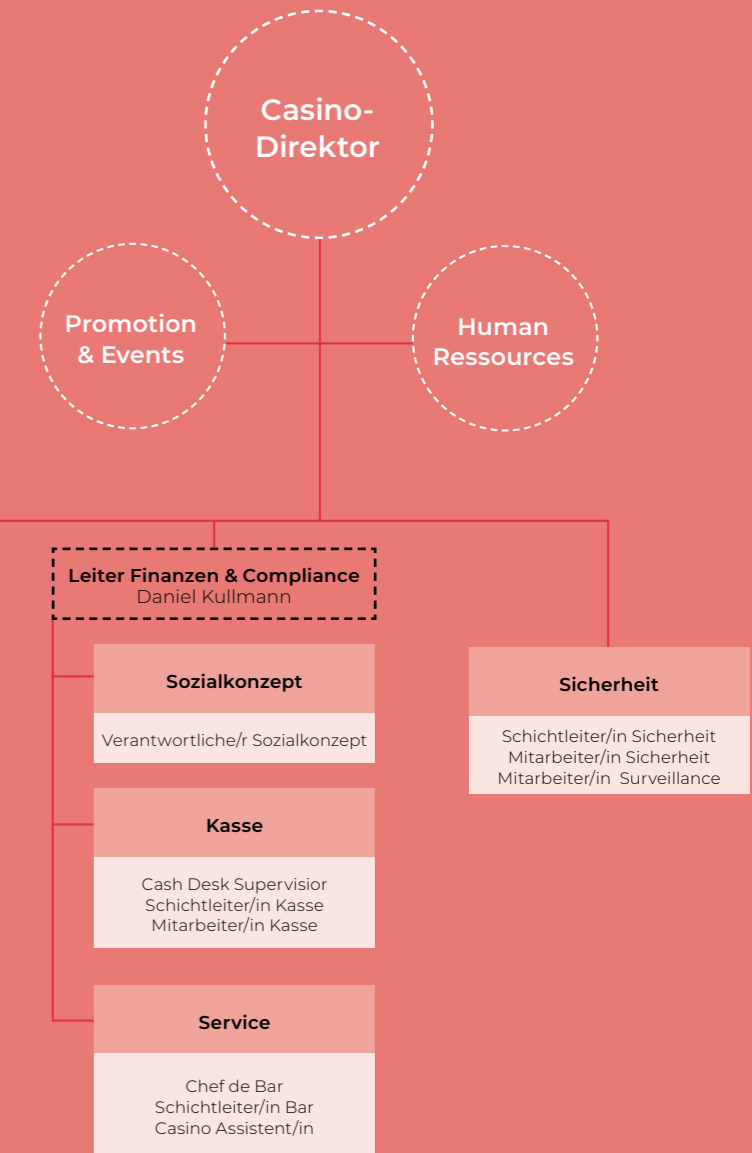 Casino-
Direktor
Promotion
& Events
Human
Ressources
Leiter Finanzen & Compliance
Daniel Kullmann
Sozialkonzept
Verantwortliche/r Sozialkonzept
Kasse
Cash Desk Supervisior
Schichtleiter/in Kasse
Mitarbeiter/in Kasse
Service
Chef de Bar
Schichtleiter/in Bar
Casino Assistent/in
Sicherheit
Schichtleiter/in Sicherheit
Mitarbeiter/in Sicherheit
Mitarbeiter/in Surveillance